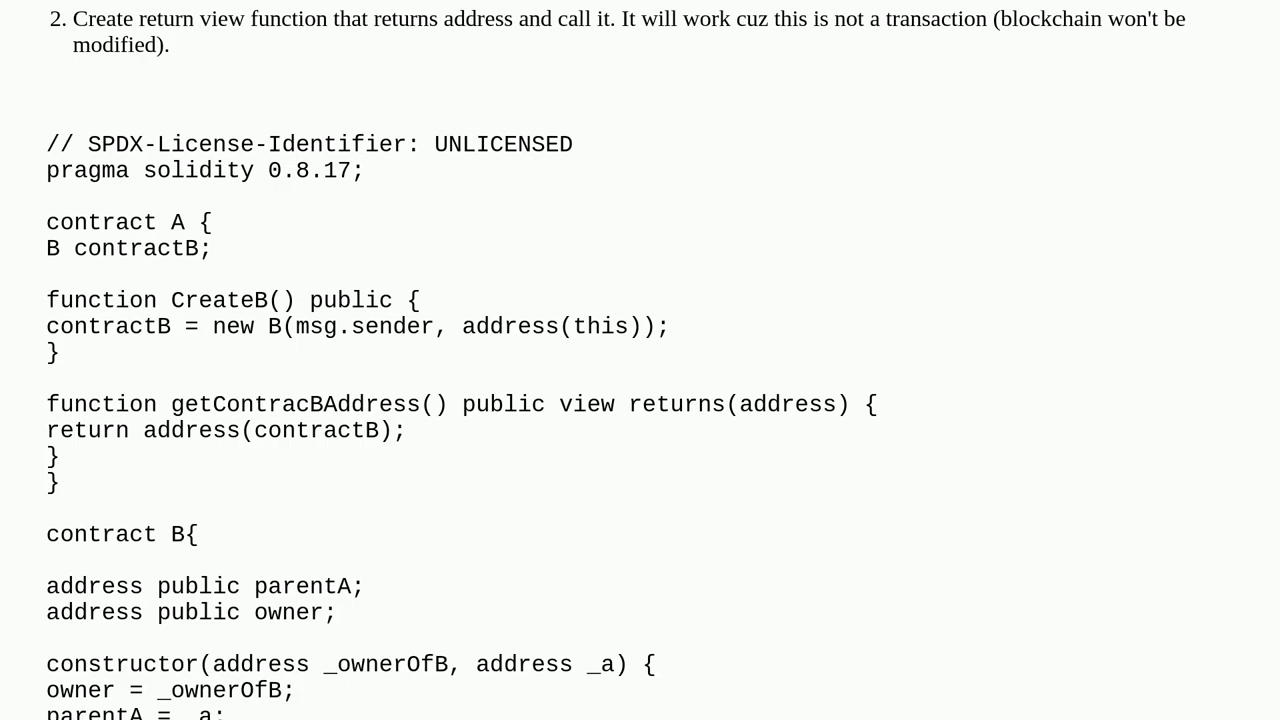 2. Create return view function that returns address and call it. It will work cuz this is not a transaction (blockchain won't be
modified).
// SPDX-License-Identifier: UNLICENSED
pragma solidity 0.8.17;
contract A {
B contractB;
function CreateB() public {
contractB = new B(msg.sender, address(this));
}
function getContracBAddress() public view returns(address) {
return address(contractB);
}
}
contract B{
address public parentA;
address public owner;
constructor(address _ownerOfB, address _a) {
owner = _ownerOfB;
parentA = _a;